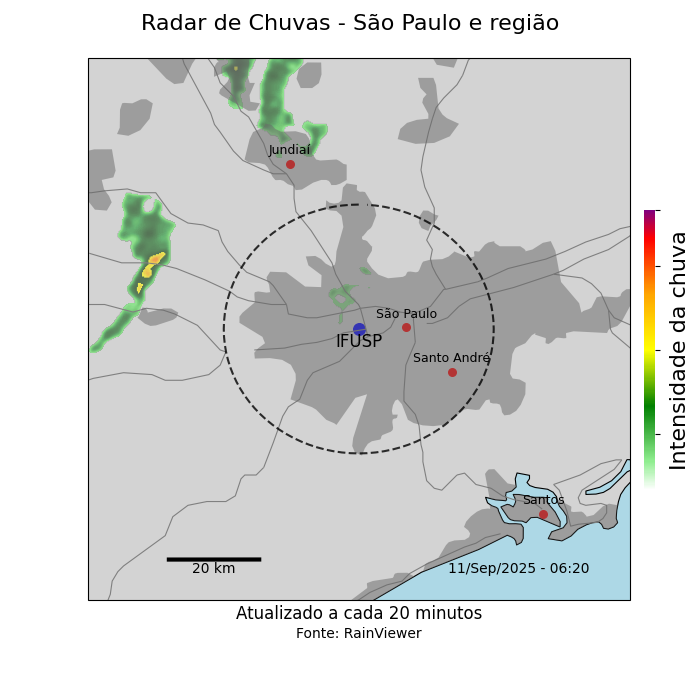 Radar de Chuvas - São Paulo e região
Jundiaí
São Paulo
IFUSP
Santo André
Santos
20 km
11/Sep/2025 - 06:20
Intensidade da chuva
Atualizado a cada 20 minutos
Fonte: RainViewer